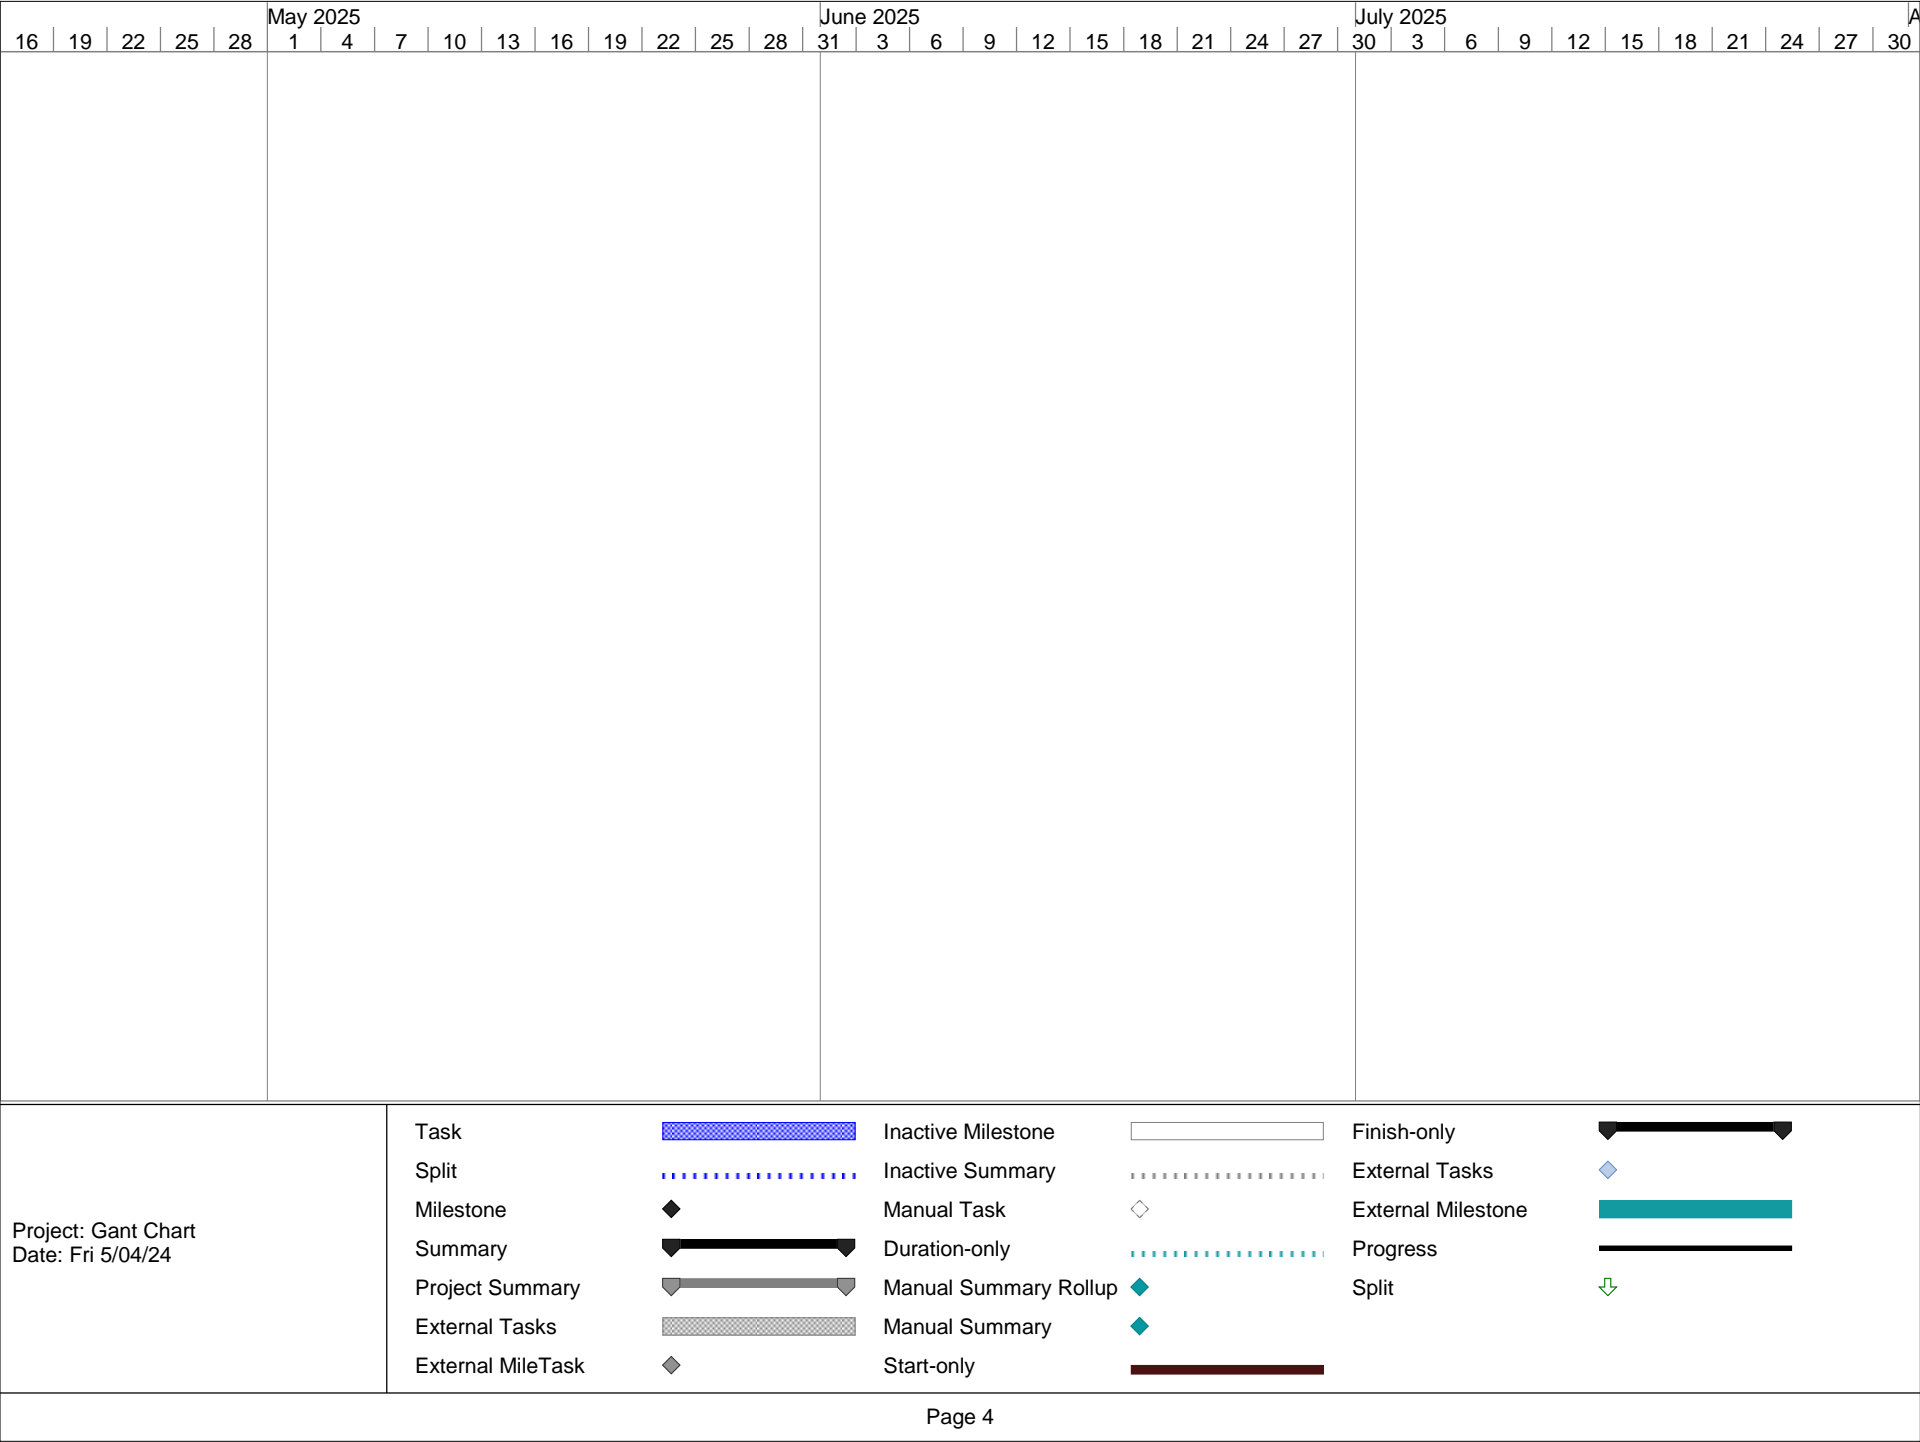 May 2025 June 2025 July 2025 A
16 19 22 25 28 1 4 7 10 13 16 19 22 25 28 31 3 6 9 12 15 18 21 24 27 30 3 6 9 12 15 18 21 24 27 30
Project: Gant Chart
Date: Fri 5/04/24
Task
Split
Milestone
Summary
Project Summary
External Tasks
External MileTask
Inactive Milestone
Inactive Summary
Manual Task
Duration-only
Manual Summary Rollup
Manual Summary
Start-only
Finish-only
External Tasks
External Milestone
Progress
Split
Page 4